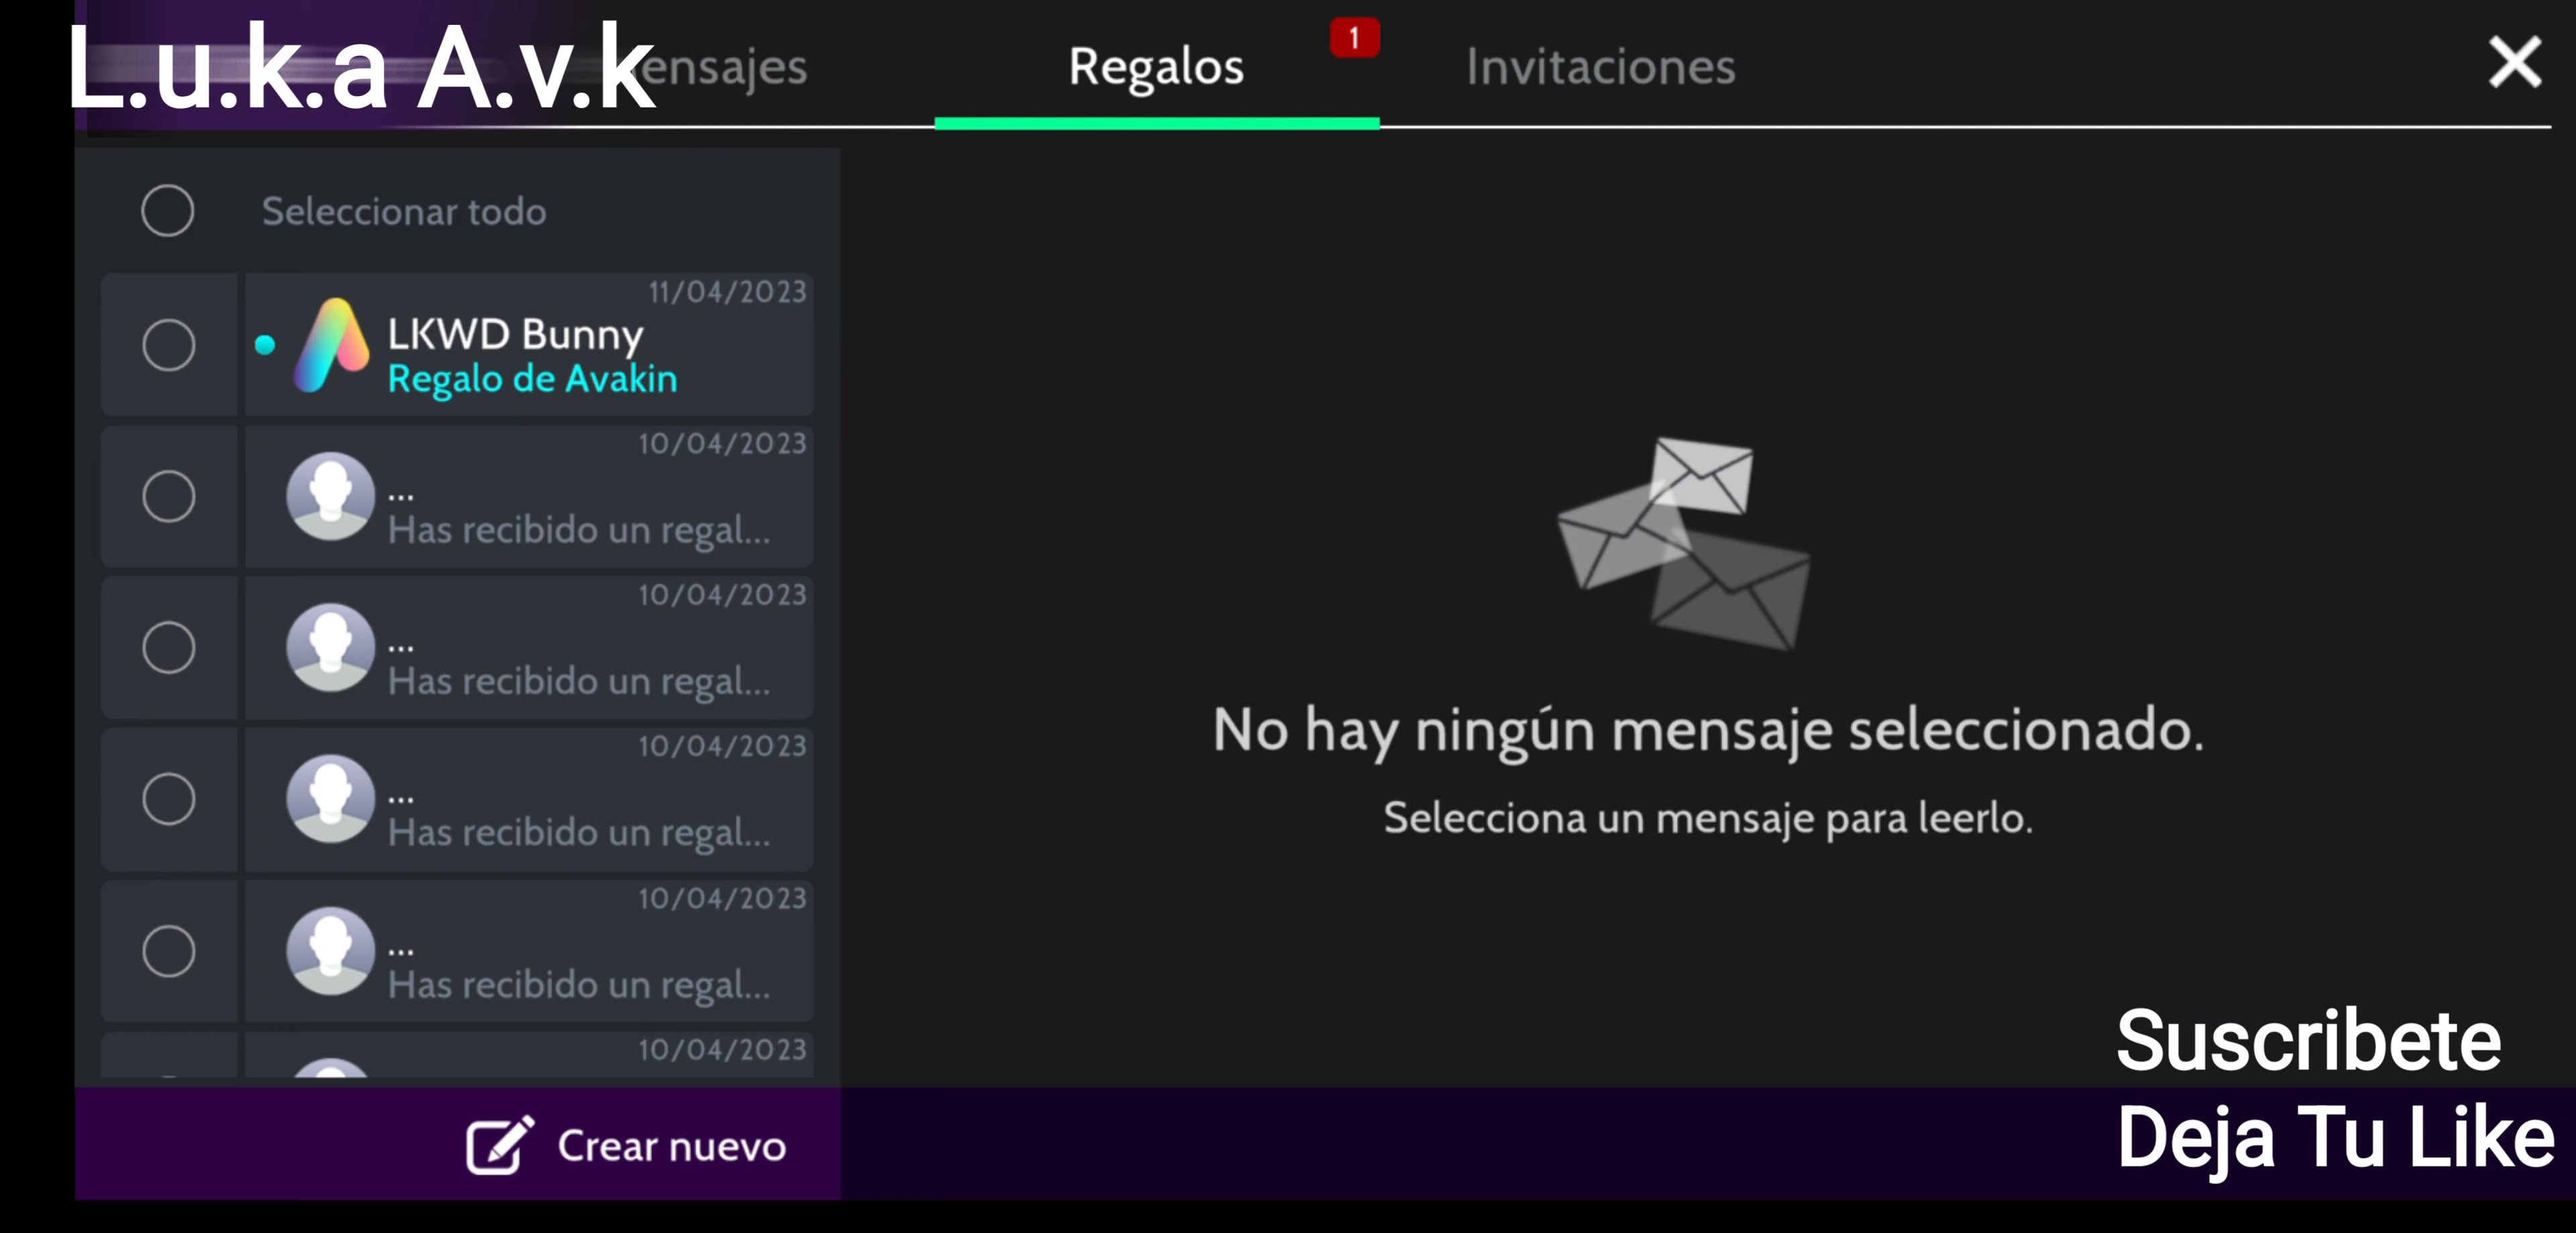 L.u.k.a A.v.k
ensajes
Regalos
1
Invitaciones
Seleccionar todo
11/04/2023
LKWD Bunny
Regalo de Avakin
10/04/2023
...
Has recibido un regal...
10/04/2023
...
Has recibido un regal...
10/04/2023
...
Has recibido un regal...
10/04/2023
...
Has recibido un regal...
10/04/2023
Crear nuevo
No hay ningún mensaje seleccionado.
Selecciona un mensaje para leerlo.
Suscribete
Deja Tu Like